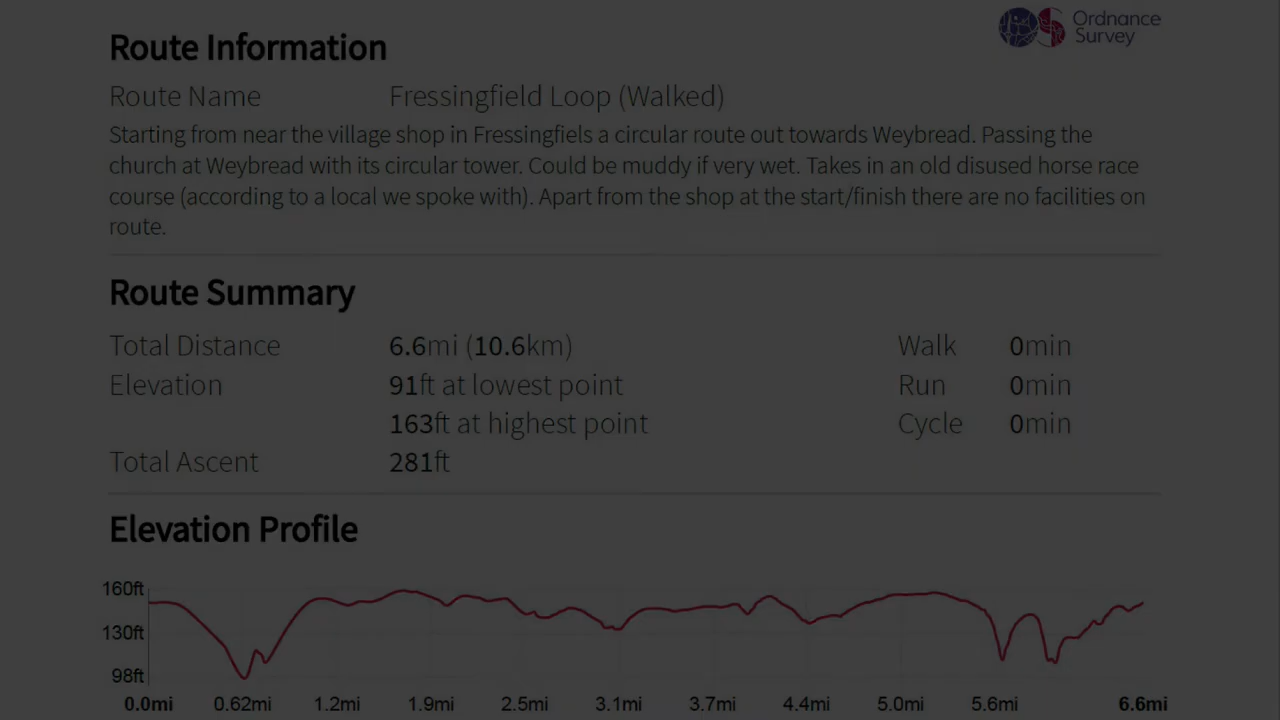 Ordnance
Survey
Route Information
Route Name Fressingfield Loop (Walked)
Starting from near the village shop in Fressingfiels a circular route out towards Weybread. Passing the
church at Weybread with its circular tower. Could be muddy if very wet. Takes in an old disused horse race
course (according to a local we spoke with). Apart from the shop at the start/finish there are no facilities on
route.
Route Summary
Total Distance 6.6mi (10.6km) Walk 0min
Elevation 91ft at lowest point Run 0min
163ft at highest point Cycle 0min
Total Ascent 281ft
Elevation Profile
160ft
130ft
98ft
0.0mi 0.62mi 1.2mi 1.9mi 2.5mi 3.1mi 3.7mi 4.4mi 5.0mi 5.6mi 6.6mi